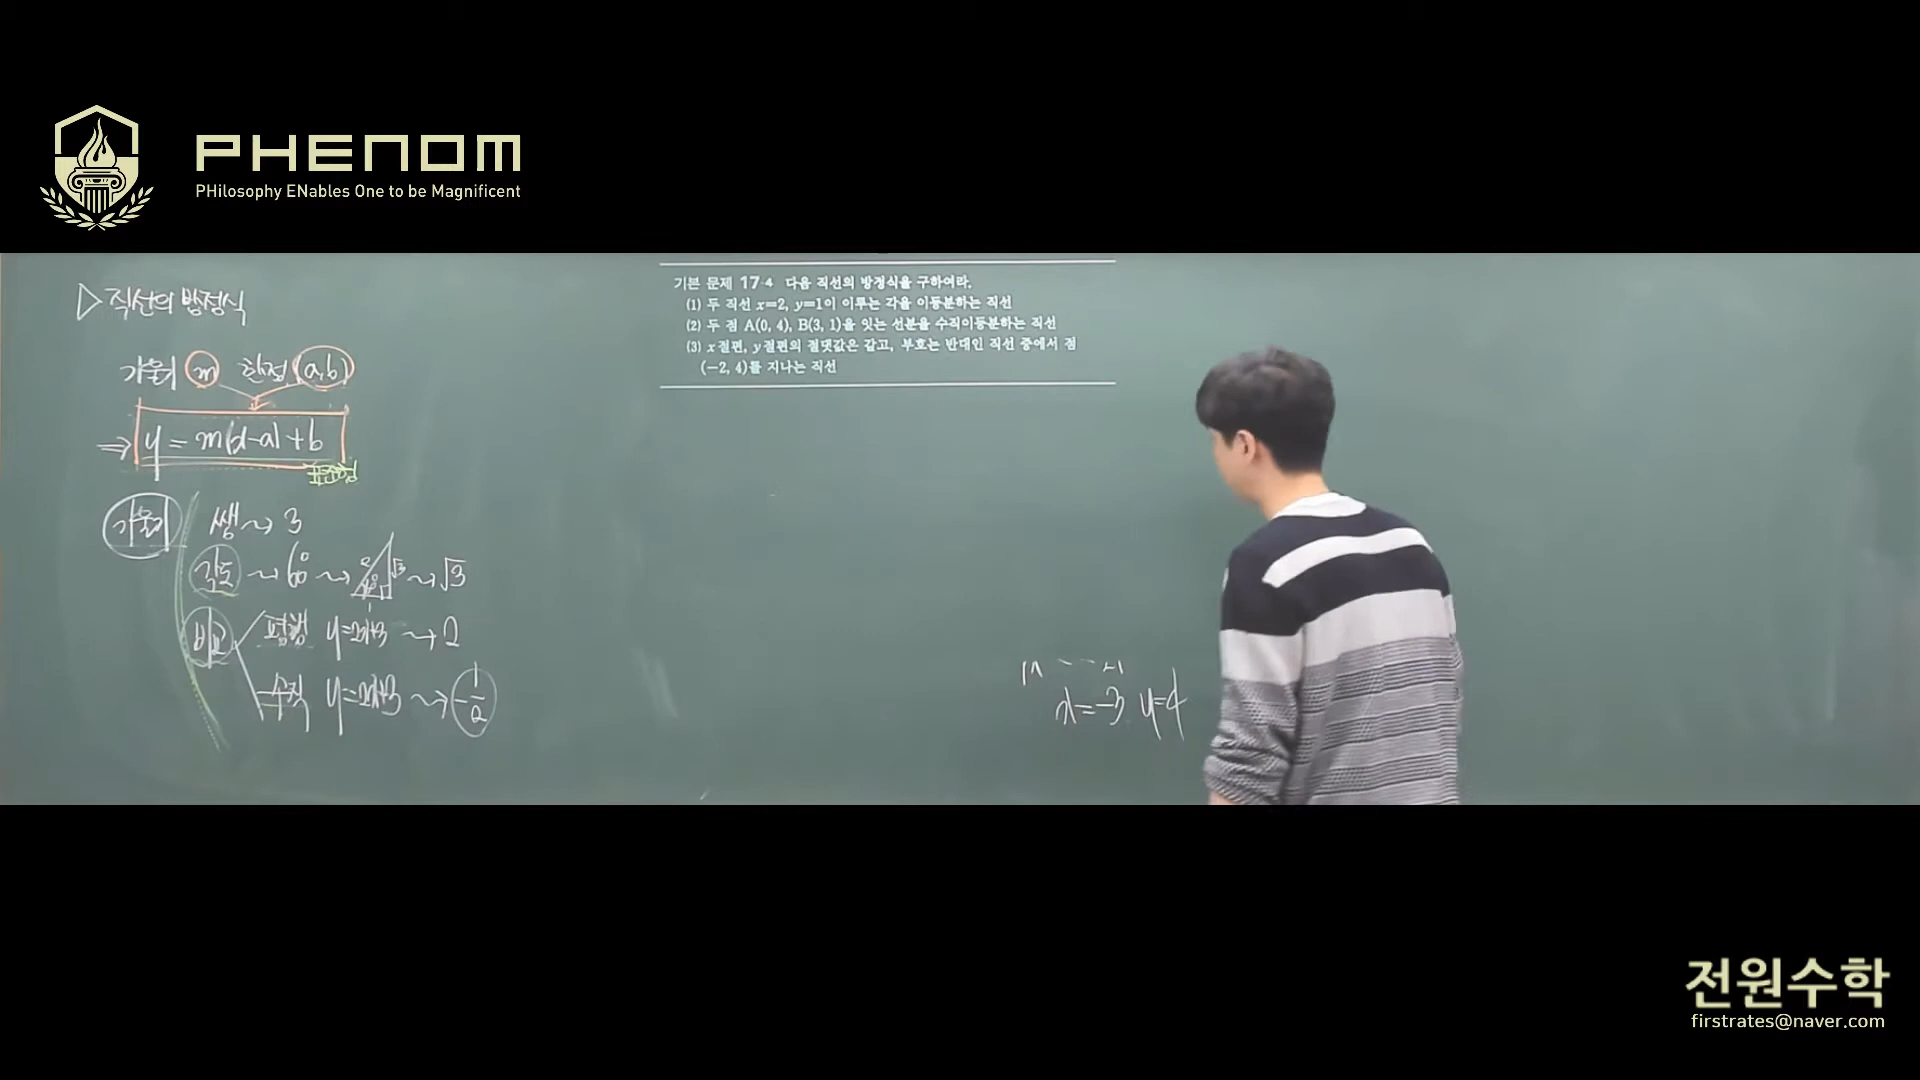 PHENOM
PHilosophy ENables One to be Magnificent
▷직선의 방정식
기울기 m 한점 (a,b)
⇒ y = m(x-a)+b
기울기 쌩 ~> 3
각도 ~> 60° ~> 2 60° √3 1 ~> √3
비교 평행 y=2x+3 ~> 2
수직 y=2x+3 ~> -1/2
기본 문제 17·4 다음 직선의 방정식을 구하여라.
(1) 두 직선 x=2, y=1이 이루는 각을 이등분하는 직선
(2) 두 점 A(0, 4), B(3, 1)을 잇는 선분을 수직이등분하는 직선
(3) x절편, y절편의 절댓값은 같고, 부호는 반대인 직선 중에서 점
(−2, 4)를 지나는 직선
x=-3 y=4
전원수학
firstrates@naver.com